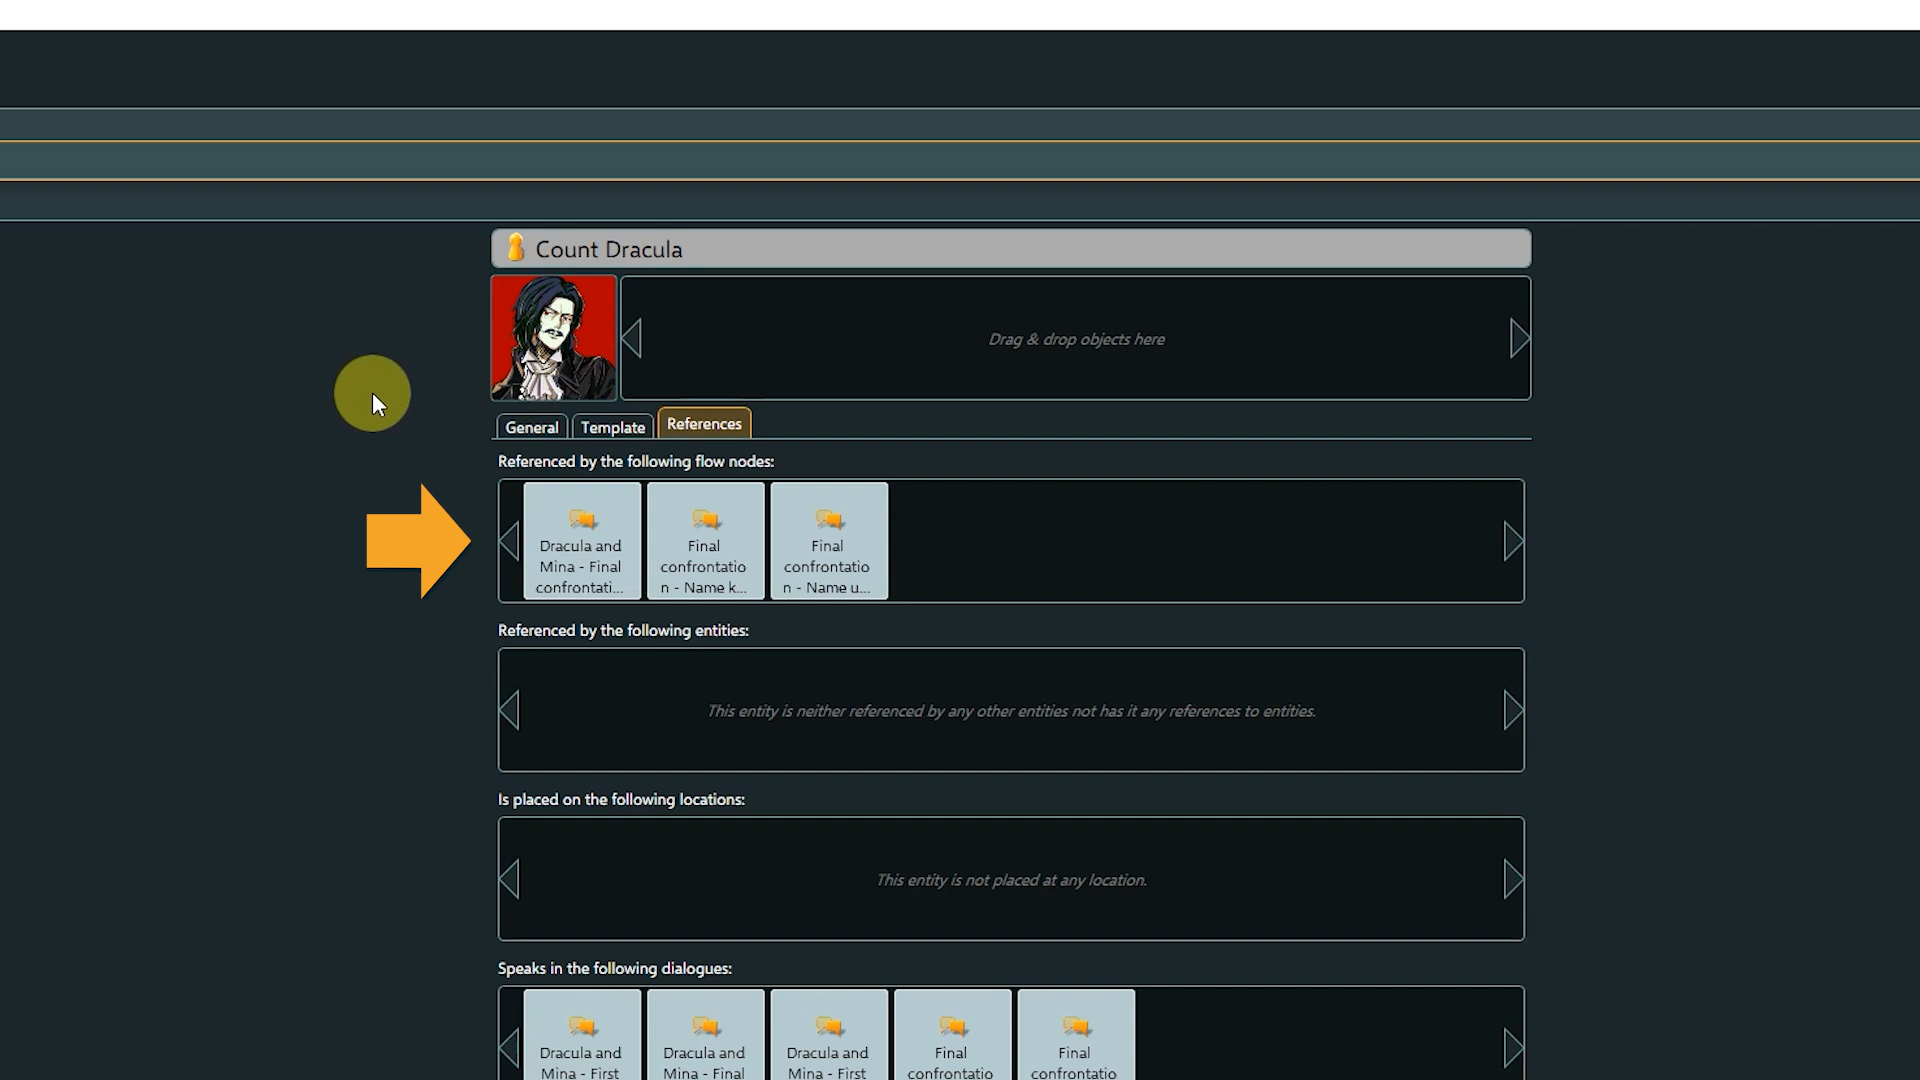 Count Dracula
Drag & drop objects here
General
Template
References
Referenced by the following flow nodes:
Dracula and
Mina - Final
confrontati...
Final
confrontatio
n - Name k...
Final
confrontatio
n - Name u...
Referenced by the following entities:
This entity is neither referenced by any other entities not has it any references to entities.
Is placed on the following locations:
This entity is not placed at any location.
Speaks in the following dialogues:
Dracula and
Mina - First
Dracula and
Mina - Final
Dracula and
Mina - First
Final
confrontatio
Final
confrontatio